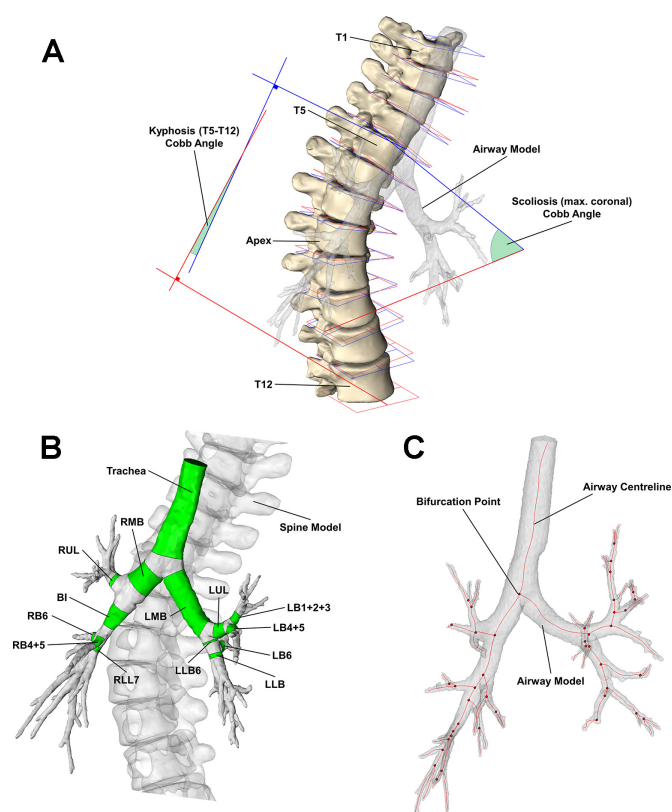 A
T1
T5
Kyphosis (T5-T12)
Cobb Angle
Airway Model
Scoliosis (max. coronal)
Cobb Angle
Apex
T12
B
Trachea
RMB
Spine Model
RUL
LUL
BI
LMB
LB1+2+3
RB6
LB4+5
RB4+5
LB6
LLB6
RLL7
LLB
C
Airway Centreline
Bifurcation Point
Airway Model